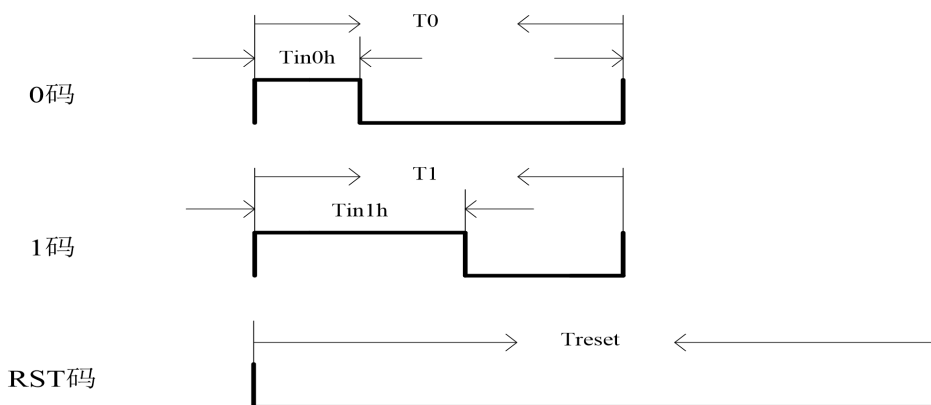 T0
Tin0h
0码
T1
Tin1h
1码
Treset
RST码